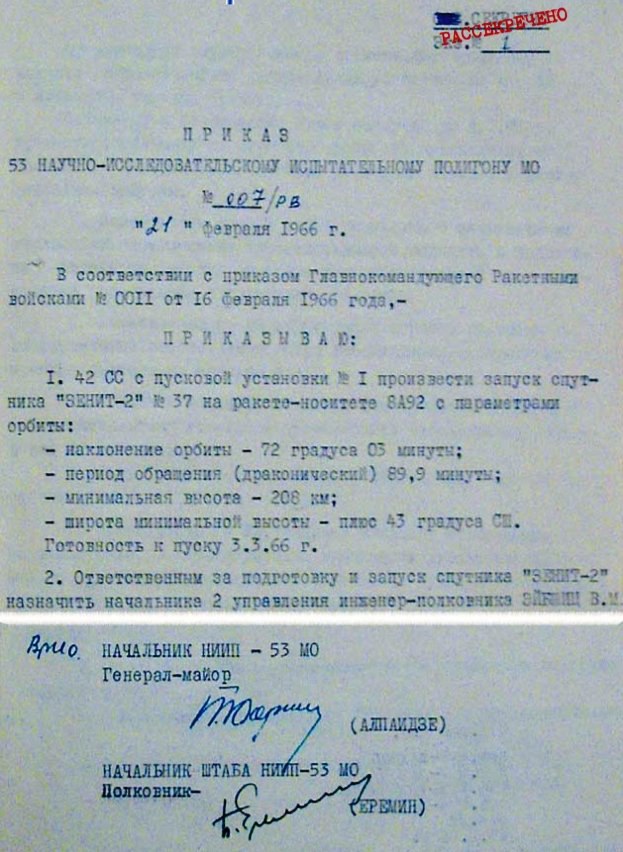 РАССЕКРЕЧЕНО
ЭКЗ.№ 1
ПРИКАЗ
53 НАУЧНО-ИССЛЕДОВАТЕЛЬСКОМУ ИСПЫТАТЕЛЬНОМУ ПОЛИГОНУ МО
№ 007/РВ
"21" февраля 1966 г.
В соответствии с приказом Главнокомандующего Ракетными
войсками № 0011 от 16 февраля 1966 года,-
ПРИКАЗЫВАЮ:
I. 42 СС с пусковой установки № I произвести запуск спут-
ника "ЗЕНИТ-2" № 37 на ракете-носитете 8А92 с параметрами
орбиты:
- наклонение орбиты - 72 градуса 03 минуты;
- период обращения (драконический) 89,9 минуты;
- минимальная высота - 208 км;
- широта минимальной высоты - плюс 43 градуса СШ.
Готовность к пуску 3.3.66 г.
2. Ответственным за подготовку и запуск спутника "ЗЕНИТ-2"
назначить начальника 2 управления инженер-полковника В.М.
Врио. НАЧАЛЬНИК НИИП - 53 МО
Генерал-майор
(АЛПАИДЗЕ)
НАЧАЛЬНИК ШТАБА НИИП-53 МО
Полковник-
(ЕРЕМИН)